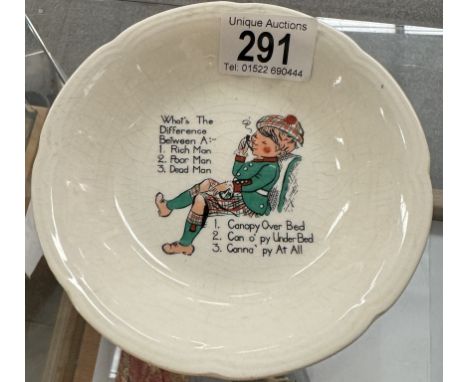 Unique Auctions
291
Tel: 01522 690444
What's The
Difference
Between A:-
1. Rich Man
2. Poor Man
3. Dead Man
1. Canopy Over Bed
2. Can o' py Under Bed
3. Canna' py At All